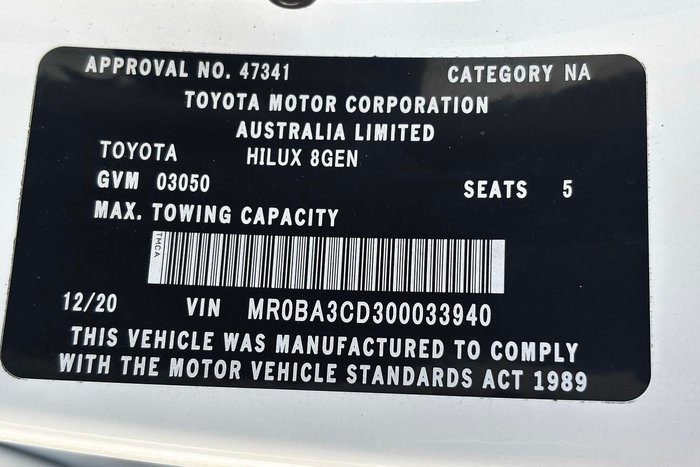 APPROVAL NO. 47341 CATEGORY NA
TOYOTA MOTOR CORPORATION
AUSTRALIA LIMITED
TOYOTA HILUX 8GEN
GVM 03050 SEATS 5
MAX. TOWING CAPACITY
TMCA
12/20 VIN MR0BA3CD300033940
THIS VEHICLE WAS MANUFACTURED TO COMPLY
WITH THE MOTOR VEHICLE STANDARDS ACT 1989